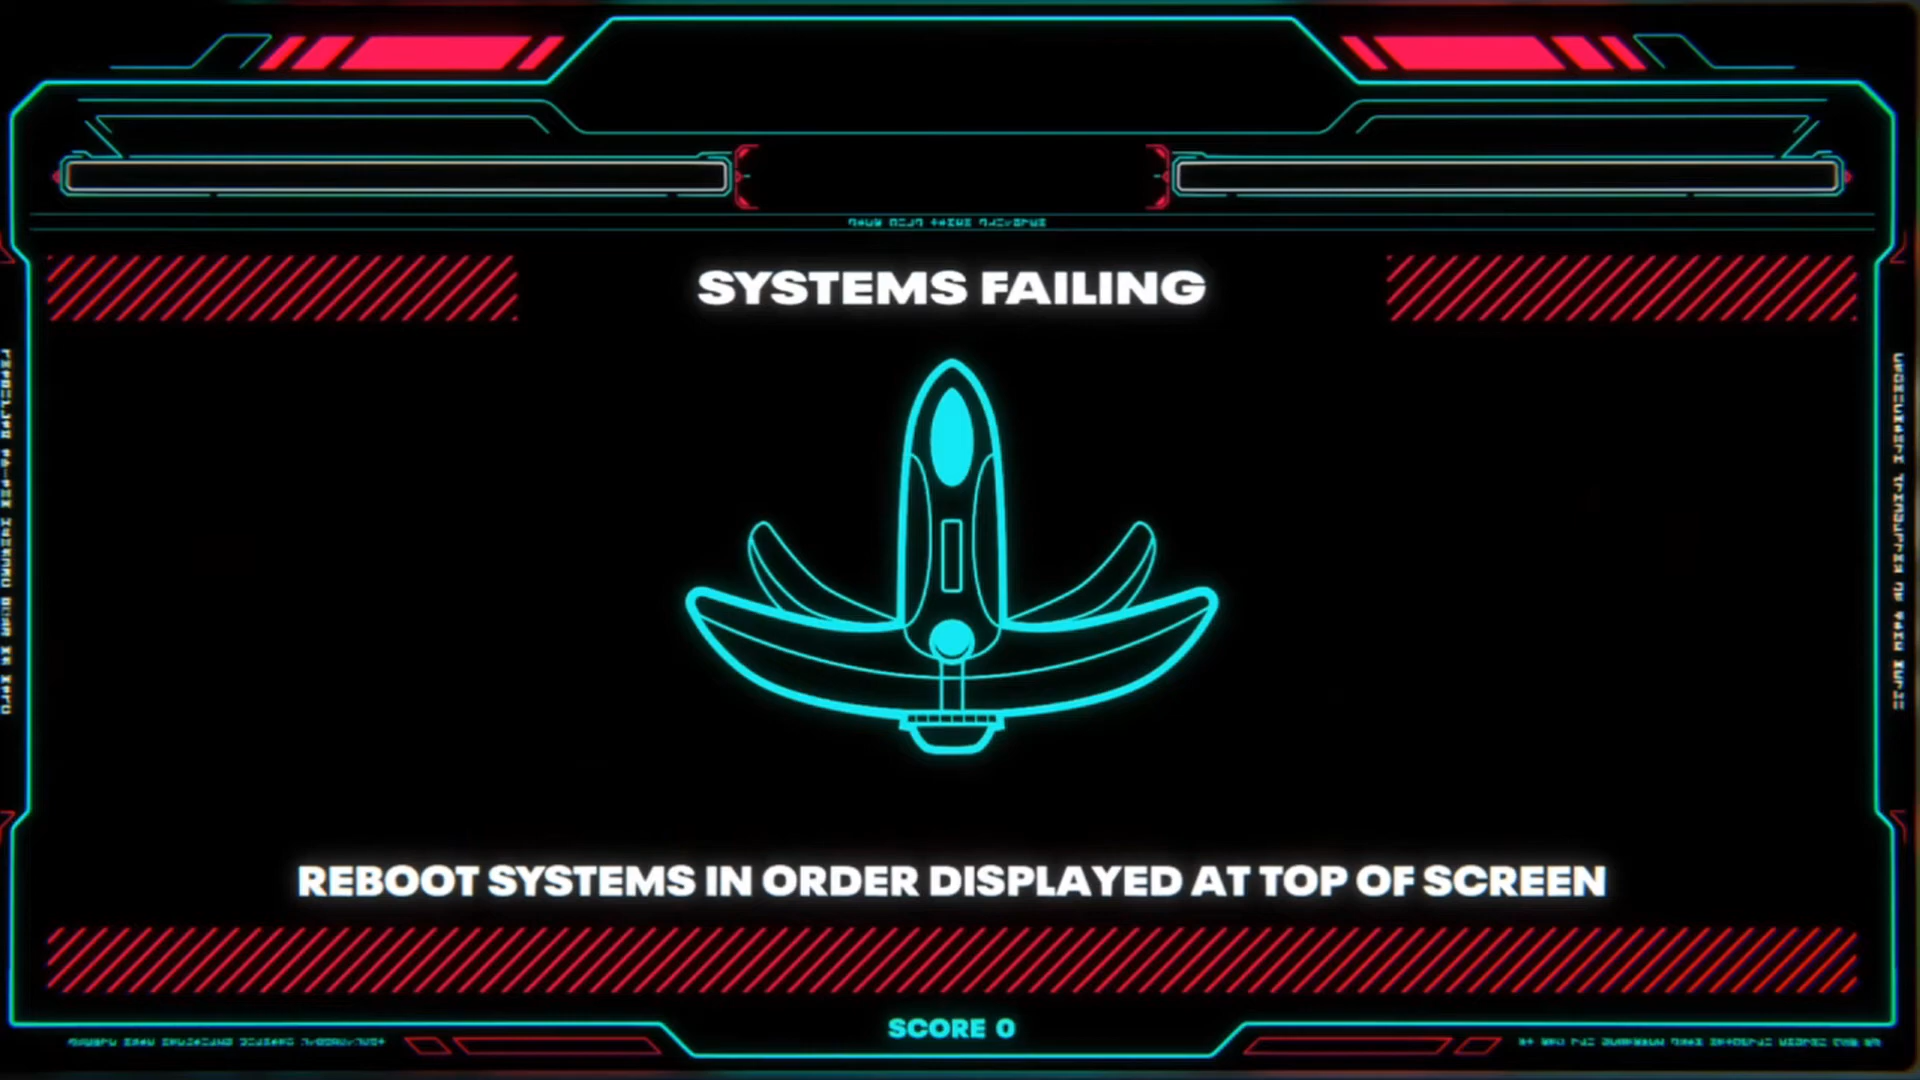 SYSTEMS FAILING
REBOOT SYSTEMS IN ORDER DISPLAYED AT TOP OF SCREEN
SCORE 0